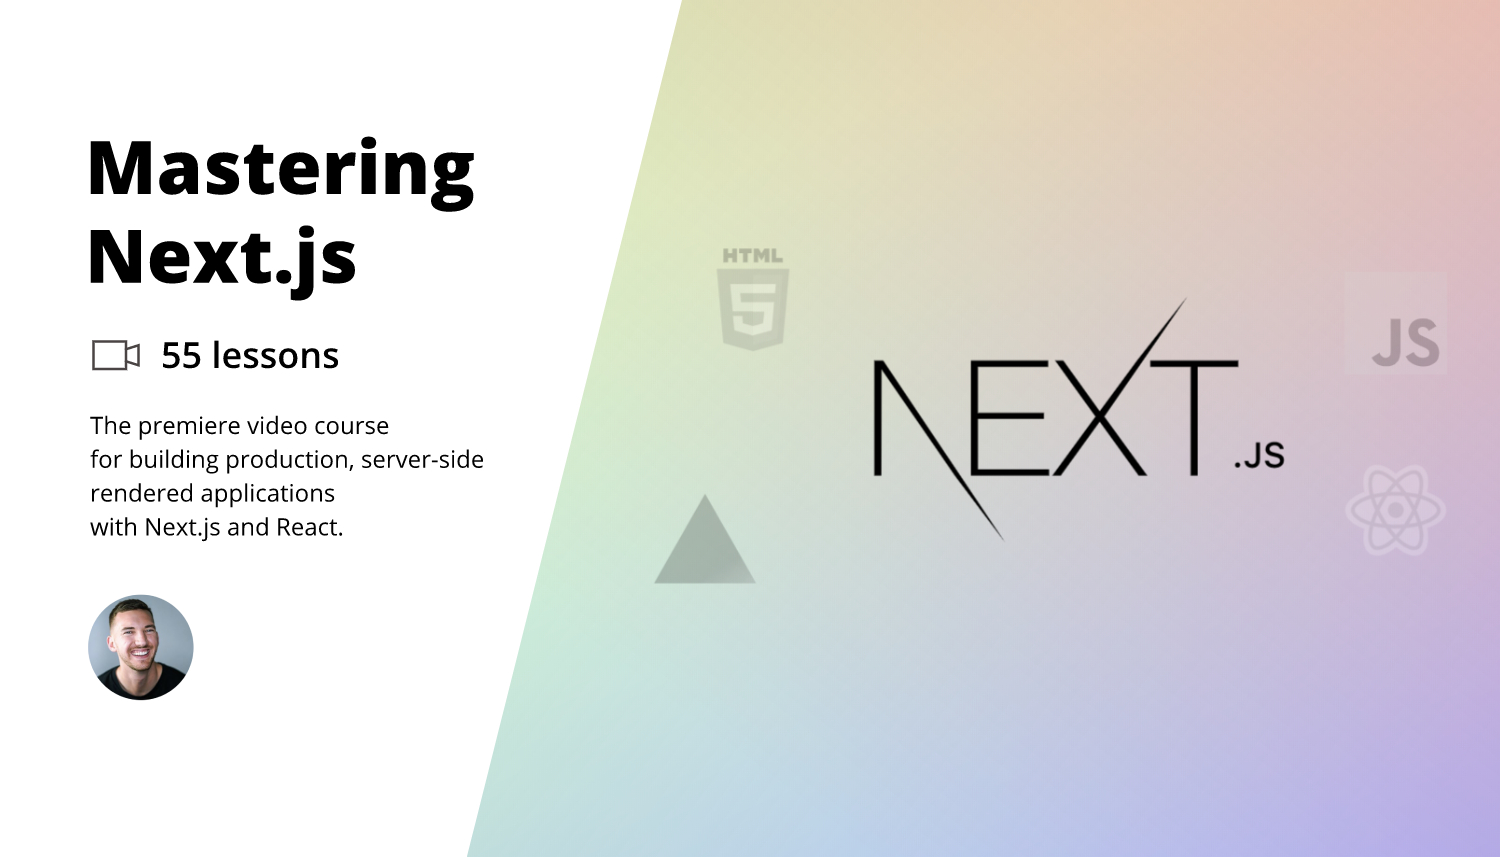 Mastering
Next.js
55 lessons
The premiere video course
for building production, server-side
rendered applications
with Next.js and React.
HTML
5
NEXT
.JS
JS